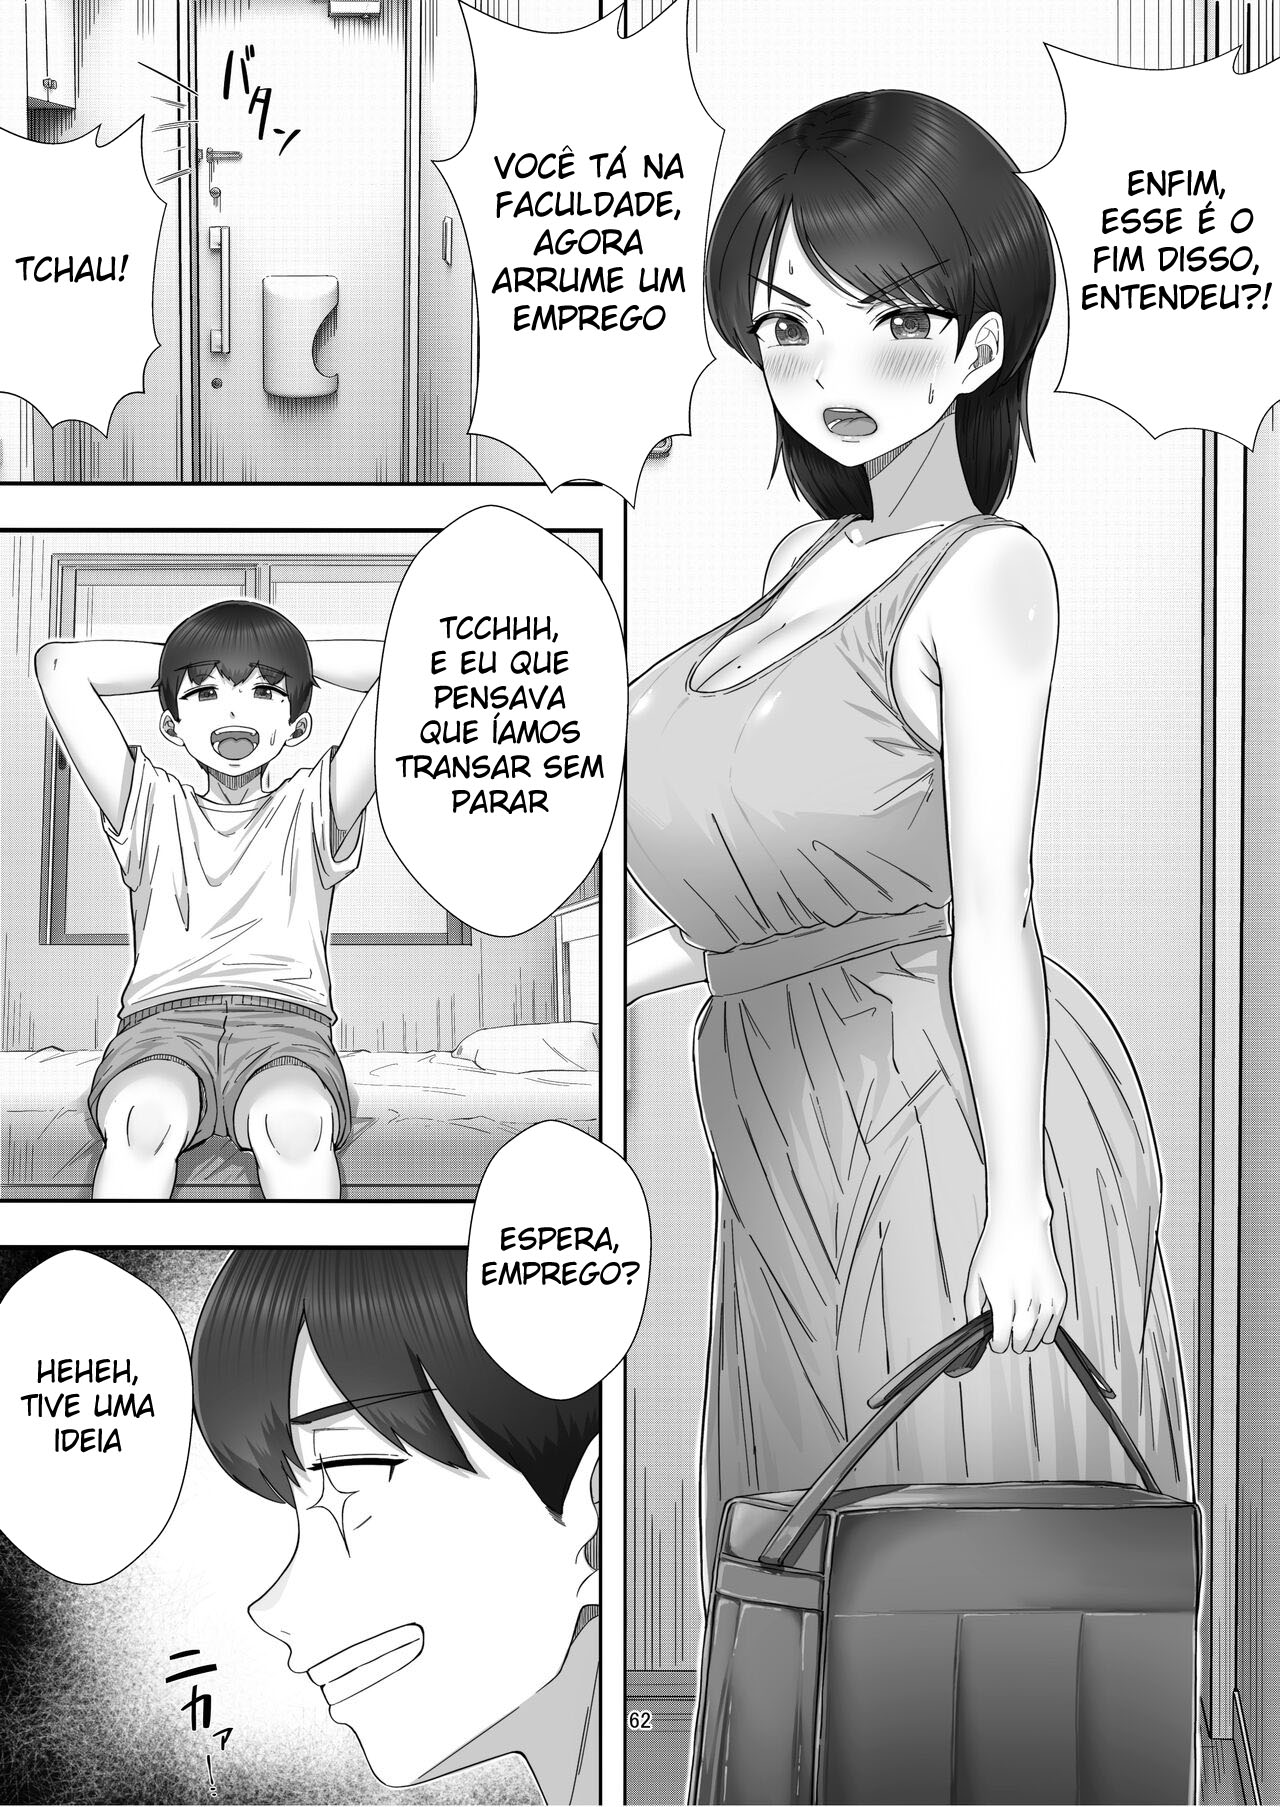 ENFIM,
ESSE É O
FIM DISSO,
ENTENDEU?!
VOCÊ TÁ NA
FACULDADE,
AGORA
ARRUME UM
EMPREGO
バタン
TCHAU!
TCCHHH,
E EU QUE
PENSAVA
QUE ÍAMOS
TRANSAR SEM
PARAR
ESPERA,
EMPREGO?
HEHEH,
TIVE UMA
IDEIA
ニカァ…
62